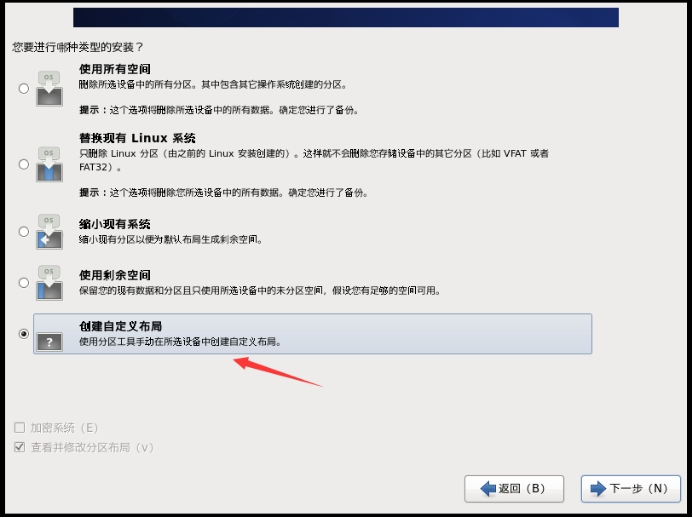 您要进行哪种类型的安装？
OS
使用所有空间
删除所选设备中的所有分区。其中包含其它操作系统创建的分区。
提示：这个选项将删除所选设备中的所有数据。确定您进行了备份。
OS
替换现有 Linux 系统
只删除 Linux 分区（由之前的 Linux 安装创建的）。这样就不会删除您存储设备中的其它分区（比如 VFAT 或者
FAT32）。
提示：这个选项将删除您所选设备中的所有数据。确定您进行了备份。
OS
缩小现有系统
缩小现有分区以便为默认布局生成剩余空间。
OS
使用剩余空间
保留您的现有数据和分区且只使用所选设备中的未分区空间，假设您有足够的空间可用。
?
创建自定义布局
使用分区工具手动在所选设备中创建自定义布局。
加密系统（E）
查看并修改分区布局（v）
返回（B）
下一步（N）